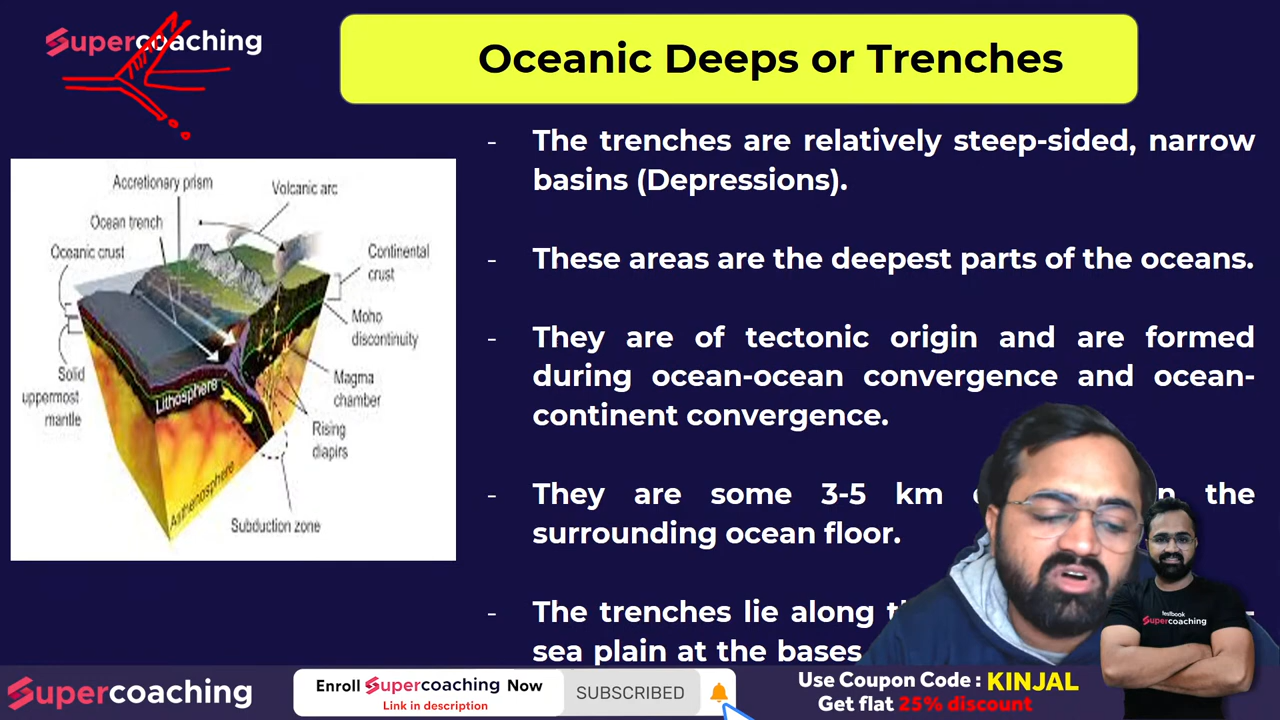 Supercoaching
Oceanic Deeps or Trenches
- The trenches are relatively steep-sided, narrow
basins (Depressions).
- These areas are the deepest parts of the oceans.
- They are of tectonic origin and are formed
during ocean-ocean convergence and ocean-
continent convergence.
- They are some 3-5 km the
surrounding ocean floor.
- The trenches lie along
sea plain at the bases
Accretionary prism
Volcanic arc
Ocean trench
Oceanic crust
Continental
crust
Moho
discontinuity
Solid
uppermost
mantle
Lithosphere
Magma
chamber
Rising
diapirs
Asthenosphere
Subduction zone
testbook
Supercoaching
Supercoaching
Enroll Supercoaching Now
Link in description
SUBSCRIBED
Use Coupon Code : KINJAL
Get flat 25% discount